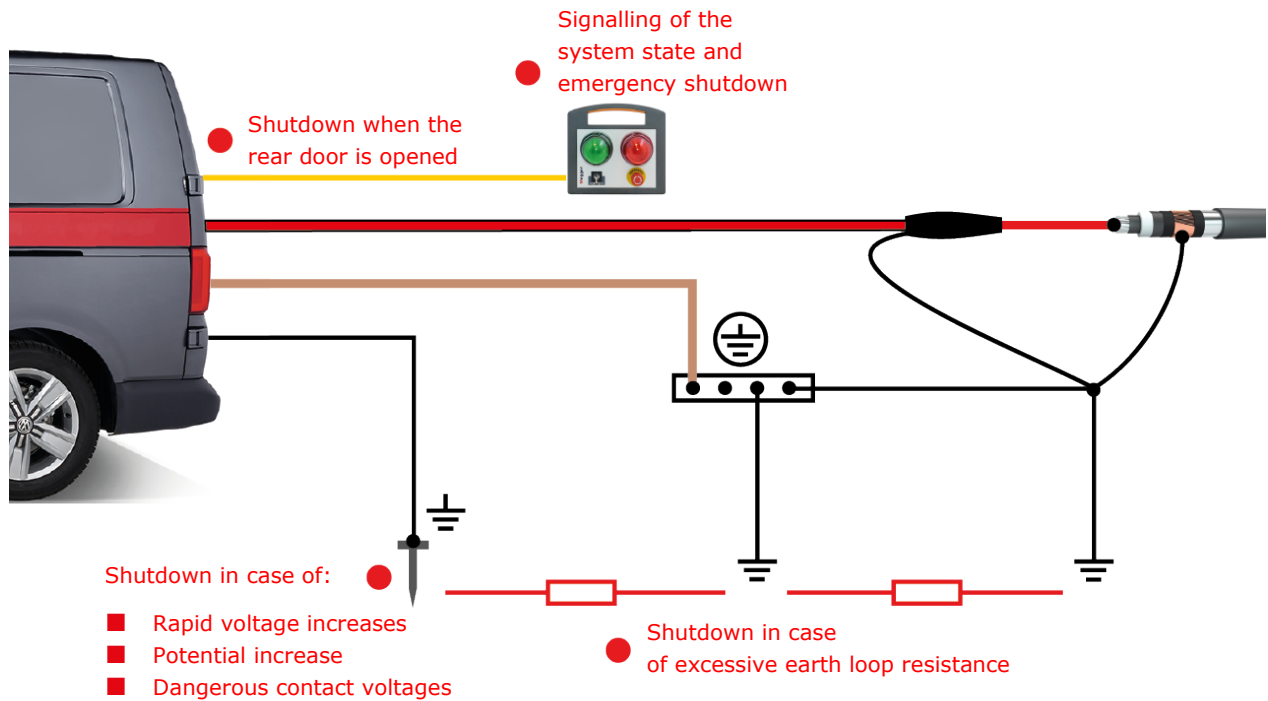 Signalling of the
system state and
emergency shutdown
Shutdown when the
rear door is opened
Shutdown in case of:
Rapid voltage increases
Potential increase
Dangerous contact voltages
Shutdown in case
of excessive earth loop resistance